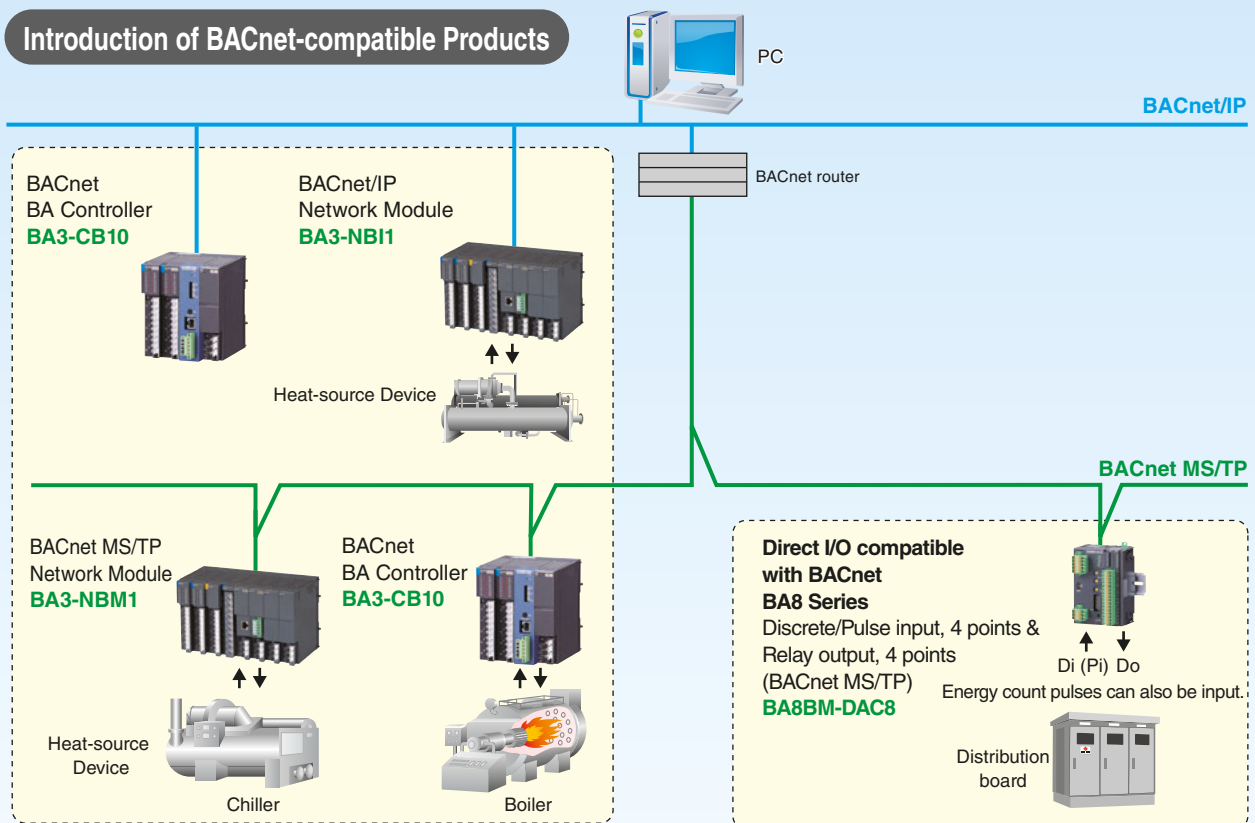 Introduction of BACnet-compatible Products
PC
BACnet/IP
BACnet router
BACnet
BA Controller
BA3-CB10
BACnet/IP
Network Module
BA3-NBI1
Heat-source Device
BACnet MS/TP
BACnet MS/TP
Network Module
BA3-NBM1
BACnet
BA Controller
BA3-CB10
Heat-source
Device
Chiller
Boiler
Direct I/O compatible
with BACnet
BA8 Series
Discrete/Pulse input, 4 points &
Relay output, 4 points
(BACnet MS/TP)
BA8BM-DAC8
Di (Pi) Do
Energy count pulses can also be input.
Distribution
board